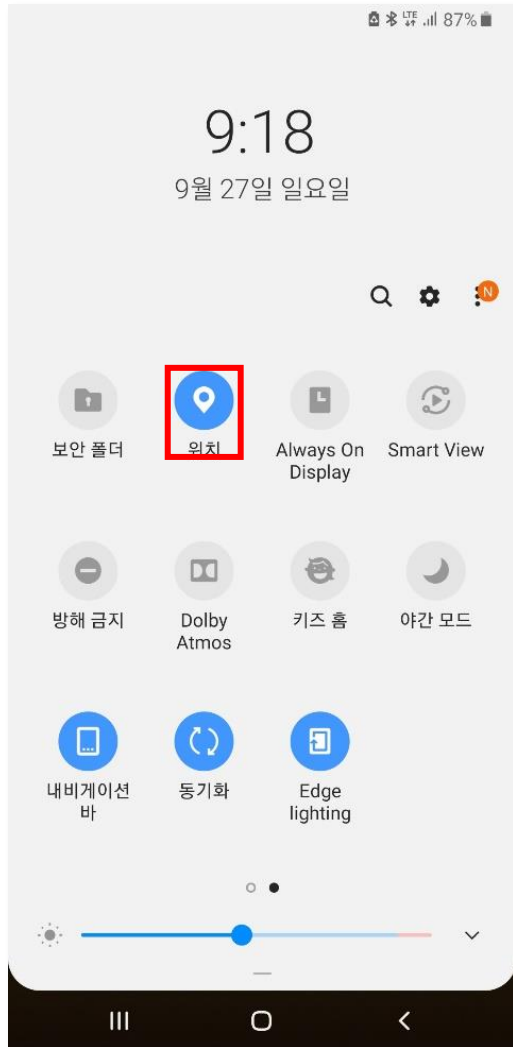 LTE 87%
9:18
9월 27일 일요일
N
보안 폴더 위치 Always On Display Smart View
방해 금지 Dolby Atmos 키즈 홈 야간 모드
내비게이션 바 동기화 Edge lighting